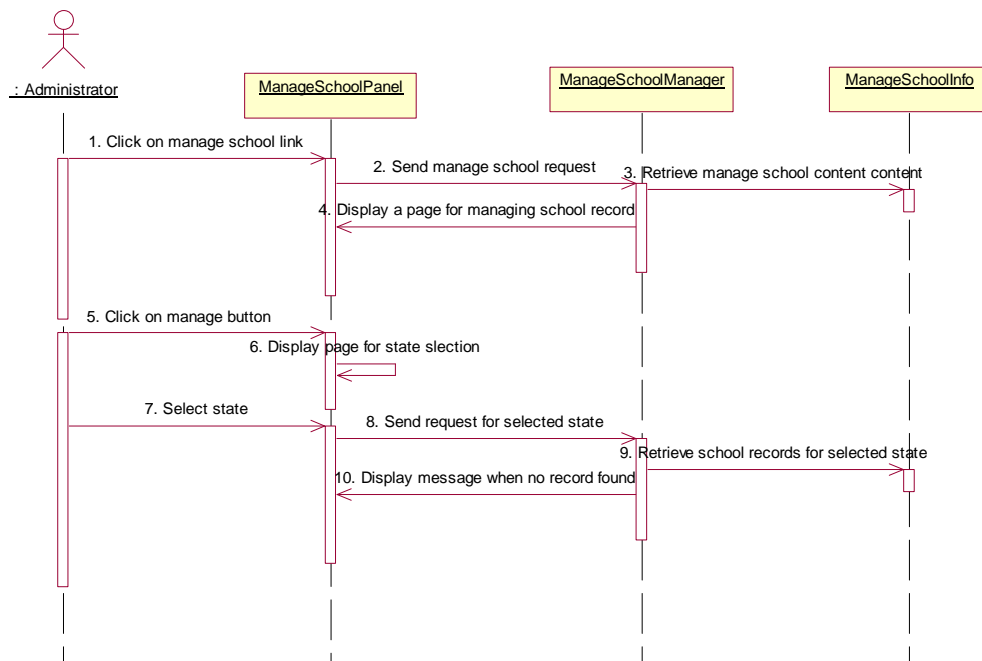 : Administrator
ManageSchoolPanel
ManageSchoolManager
ManageSchoolInfo
1. Click on manage school link
2. Send manage school request
3. Retrieve manage school content content
4. Display a page for managing school record
5. Click on manage button
6. Display page for state slection
7. Select state
8. Send request for selected state
9. Retrieve school records for selected state
10. Display message when no record found